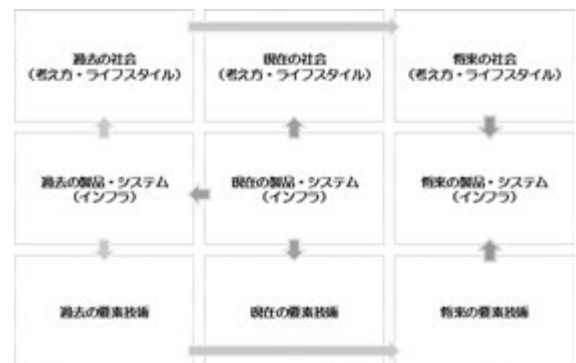 過去の社会
（考え方・ライフスタイル）
現在の社会
（考え方・ライフスタイル）
将来の社会
（考え方・ライフスタイル）
過去の製品・システム
（インフラ）
現在の製品・システム
（インフラ）
将来の製品・システム
（インフラ）
過去の要素技術
現在の要素技術
将来の要素技術